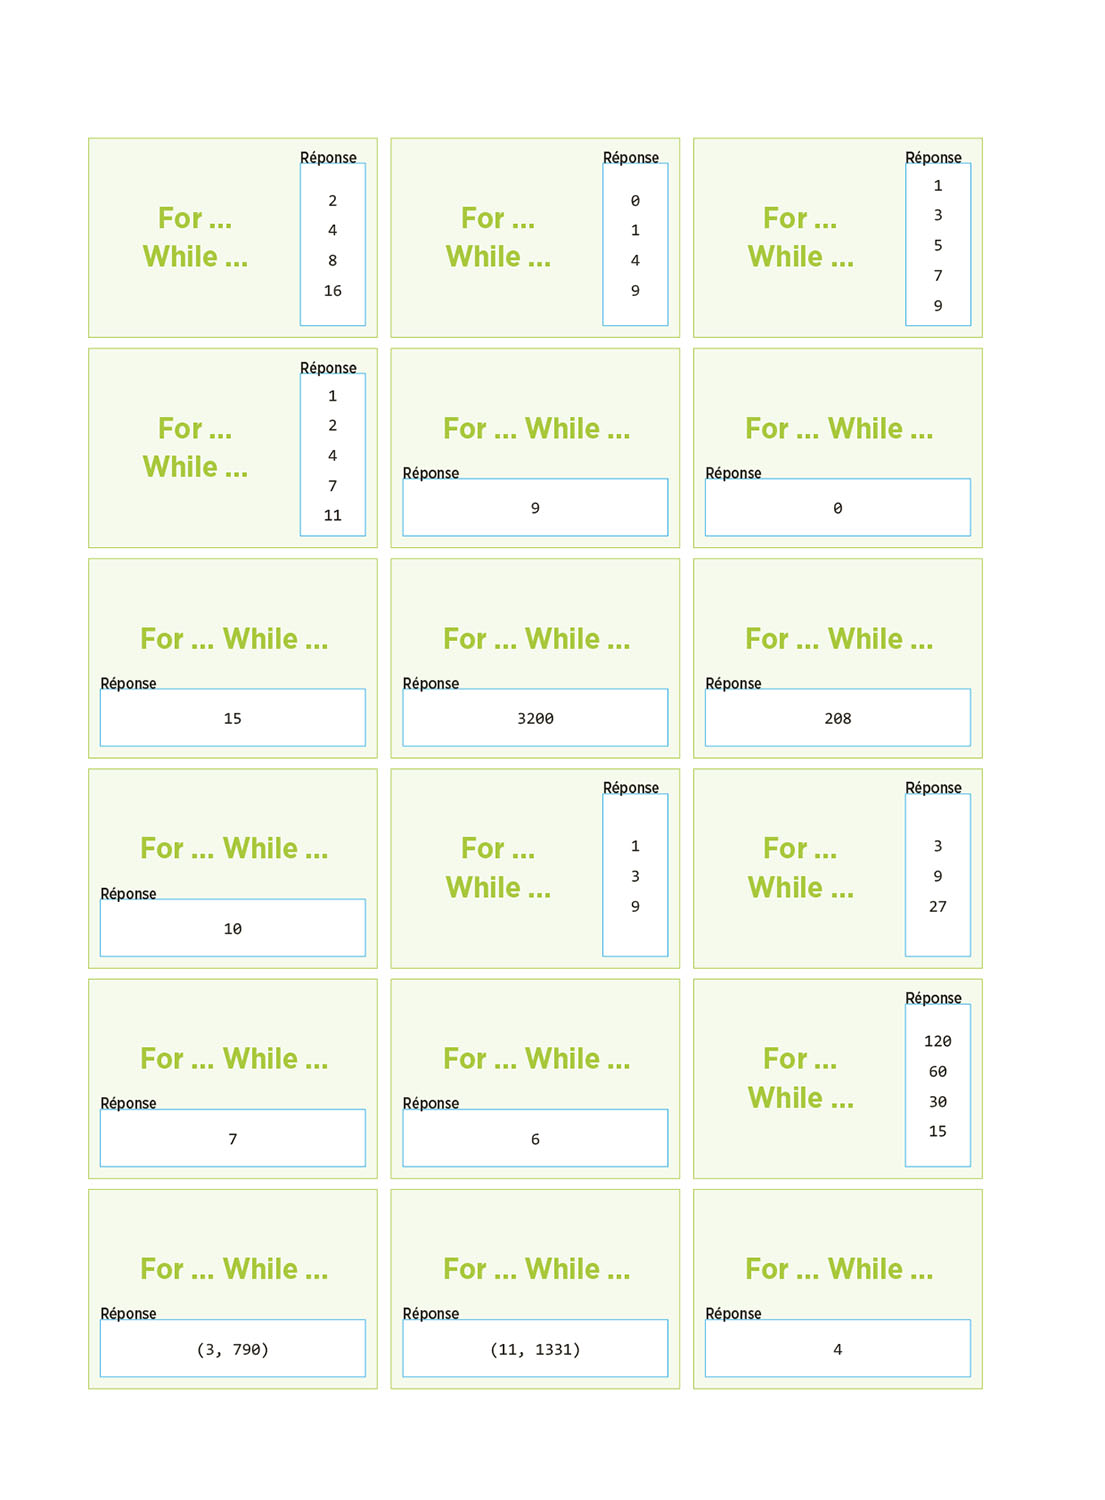 For ...
While ...
Réponse
2
4
8
16
For ...
While ...
Réponse
0
1
4
9
For ...
While ...
Réponse
1
3
5
7
9
For ...
While ...
Réponse
1
2
4
7
11
For ... While ...
Réponse
9
For ... While ...
Réponse
0
For ... While ...
Réponse
15
For ... While ...
Réponse
3200
For ... While ...
Réponse
208
For ... While ...
Réponse
10
For ...
While ...
Réponse
1
3
9
For ...
While ...
Réponse
3
9
27
For ... While ...
Réponse
7
For ... While ...
Réponse
6
For ...
While ...
Réponse
120
60
30
15
For ... While ...
Réponse
(3, 790)
For ... While ...
Réponse
(11, 1331)
For ... While ...
Réponse
4